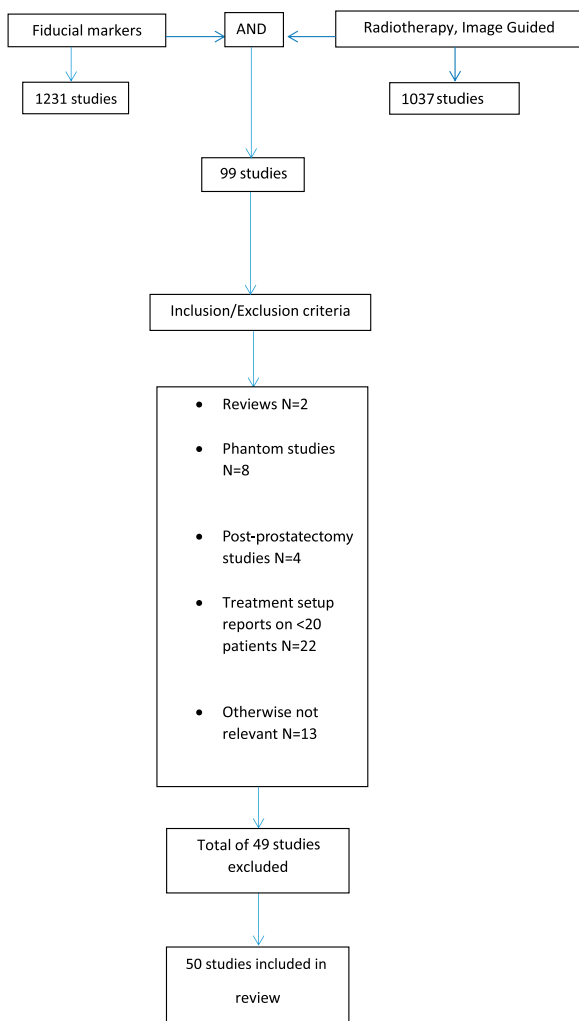 Fiducial markers
AND
Radiotherapy, Image Guided
1231 studies
1037 studies
99 studies
Inclusion/Exclusion criteria
• Reviews N=2
• Phantom studies
N=8
• Post-prostatectomy
studies N=4
• Treatment setup
reports on <20
patients N=22
• Otherwise not
relevant N=13
Total of 49 studies
excluded
50 studies included in
review